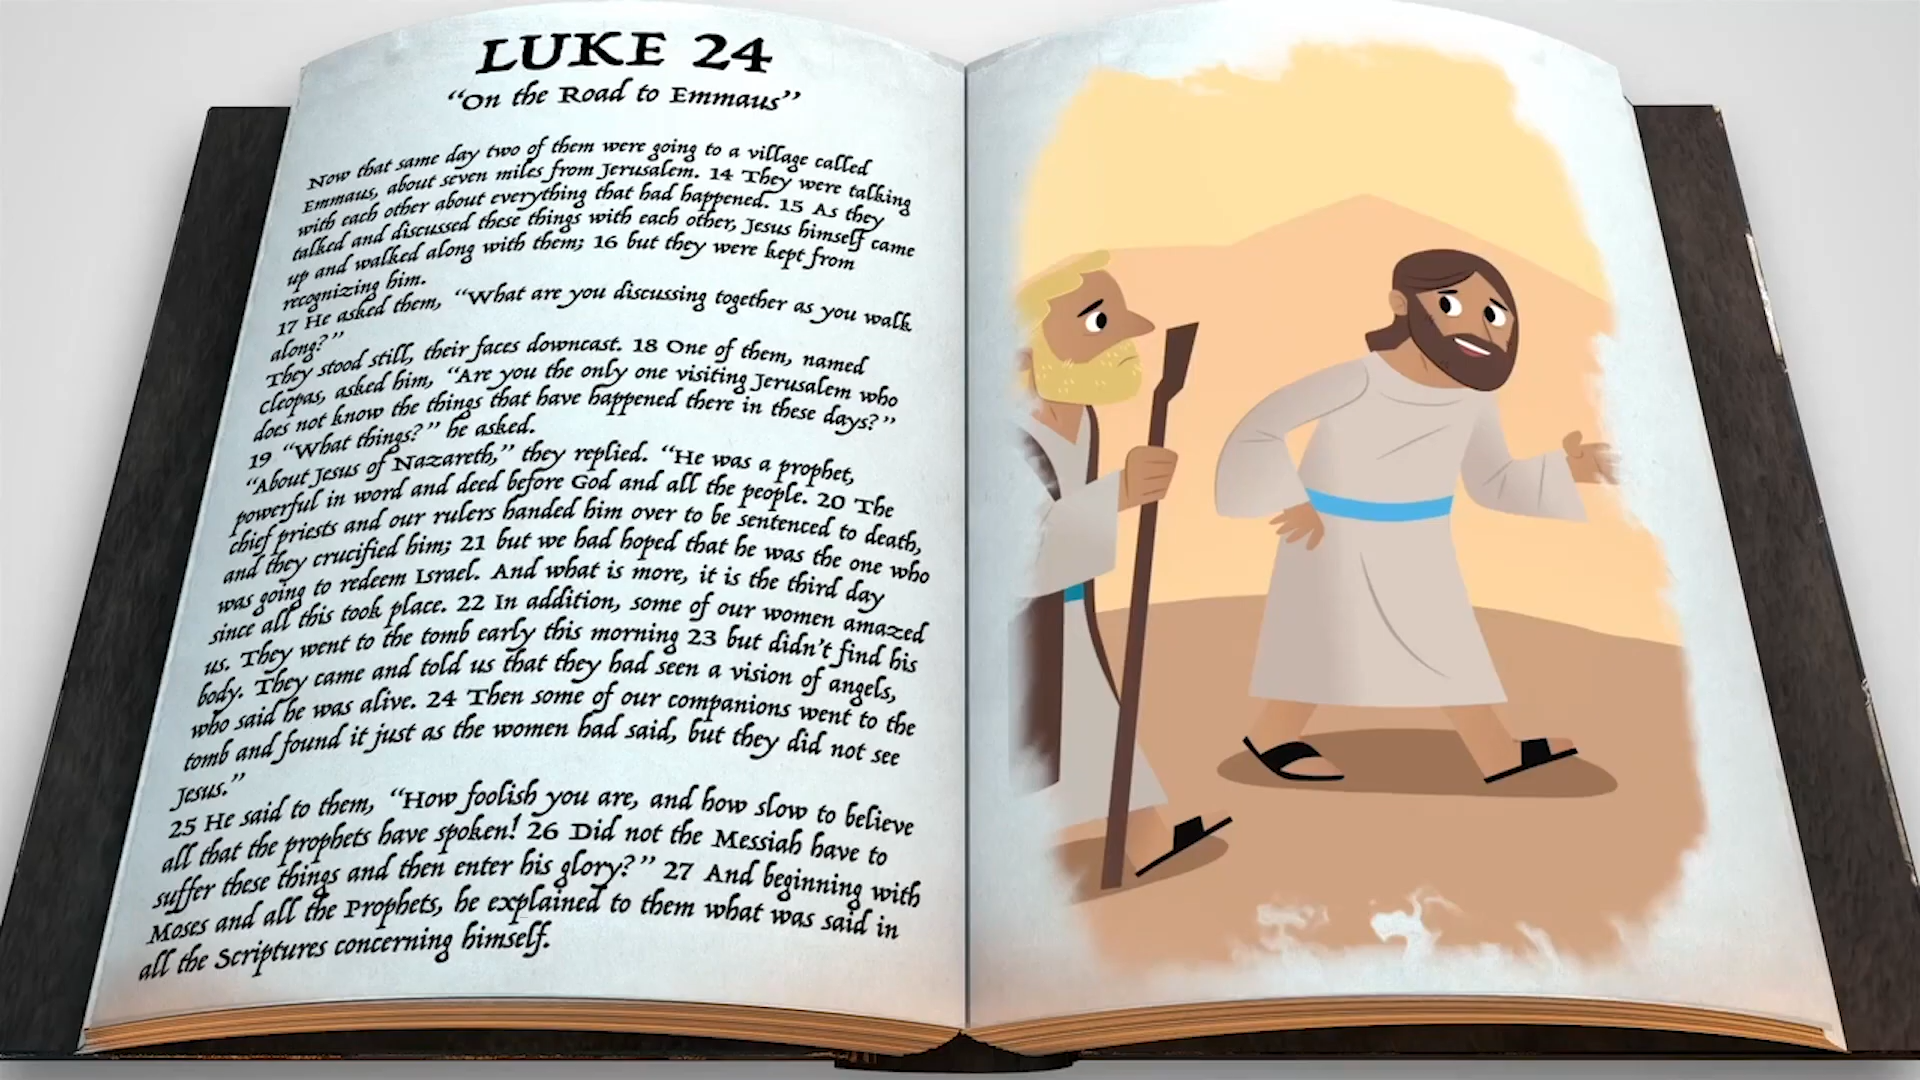 LUKE 24
“On the Road to Emmaus”
Now that same day two of them were going to a village called
Emmaus, about seven miles from Jerusalem. 14 They were talking
with each other about everything that had happened. 15 As they
talked and discussed these things with each other, Jesus himself came
up and walked along with them; 16 but they were kept from
recognizing him.
17 He asked them, “What are you discussing together as you walk
along?”
They stood still, their faces downcast. 18 One of them, named
Cleopas, asked him, “Are you the only one visiting Jerusalem who
does not know the things that have happened there in these days?”
19 “What things?” he asked.
“About Jesus of Nazareth,” they replied. “He was a prophet,
powerful in word and deed before God and all the people. 20 The
chief priests and our rulers handed him over to be sentenced to death,
and they crucified him; 21 but we had hoped that he was the one who
was going to redeem Israel. And what is more, it is the third day
since all this took place. 22 In addition, some of our women amazed
us. They went to the tomb early this morning 23 but didn’t find his
body. They came and told us that they had seen a vision of angels,
who said he was alive. 24 Then some of our companions went to the
tomb and found it just as the women had said, but they did not see
Jesus.”
25 He said to them, “How foolish you are, and how slow to believe
all that the prophets have spoken! 26 Did not the Messiah have to
suffer these things and then enter his glory?” 27 And beginning with
Moses and all the Prophets, he explained to them what was said in
all the Scriptures concerning himself.